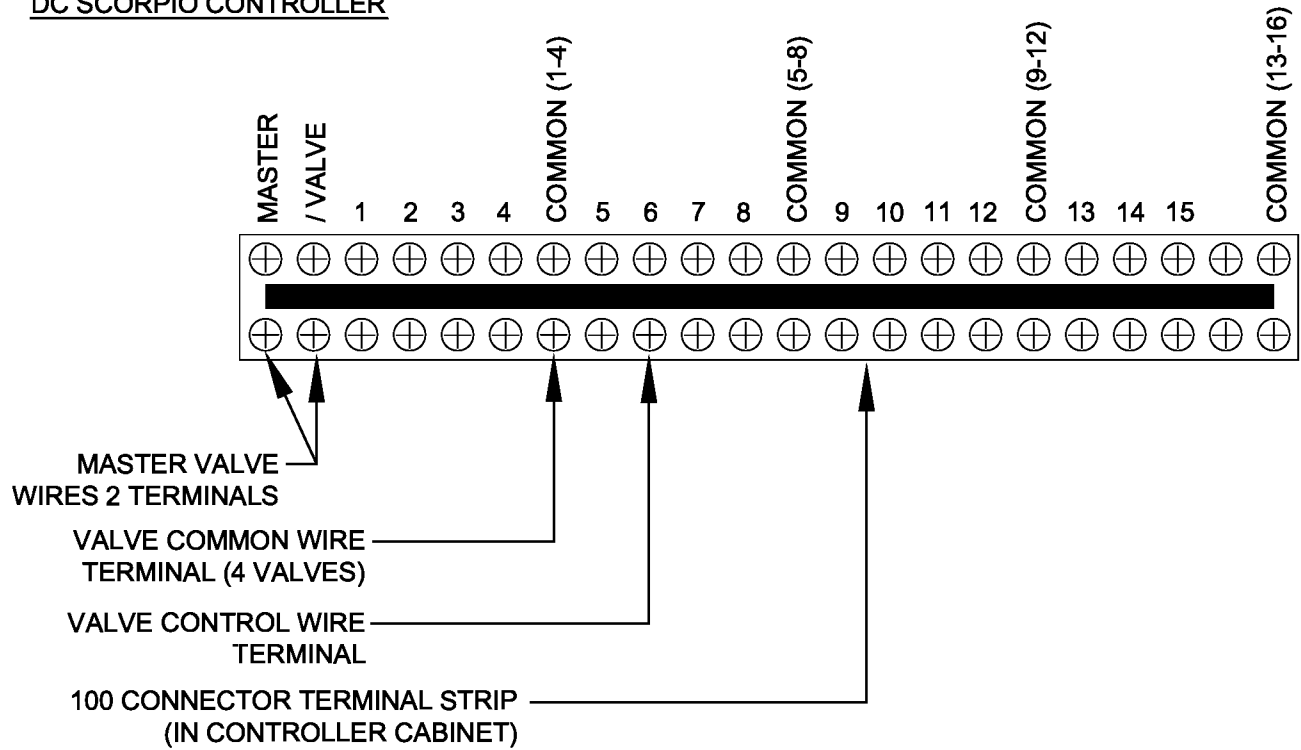 DC SCORPIO CONTROLLER
MASTER
/ VALVE
1
2
3
4
COMMON (1-4)
5
6
7
8
COMMON (5-8)
9
10
11
12
COMMON (9-12)
13
14
15
COMMON (13-16)
MASTER VALVE
WIRES 2 TERMINALS
VALVE COMMON WIRE
TERMINAL (4 VALVES)
VALVE CONTROL WIRE
TERMINAL
100 CONNECTOR TERMINAL STRIP
(IN CONTROLLER CABINET)